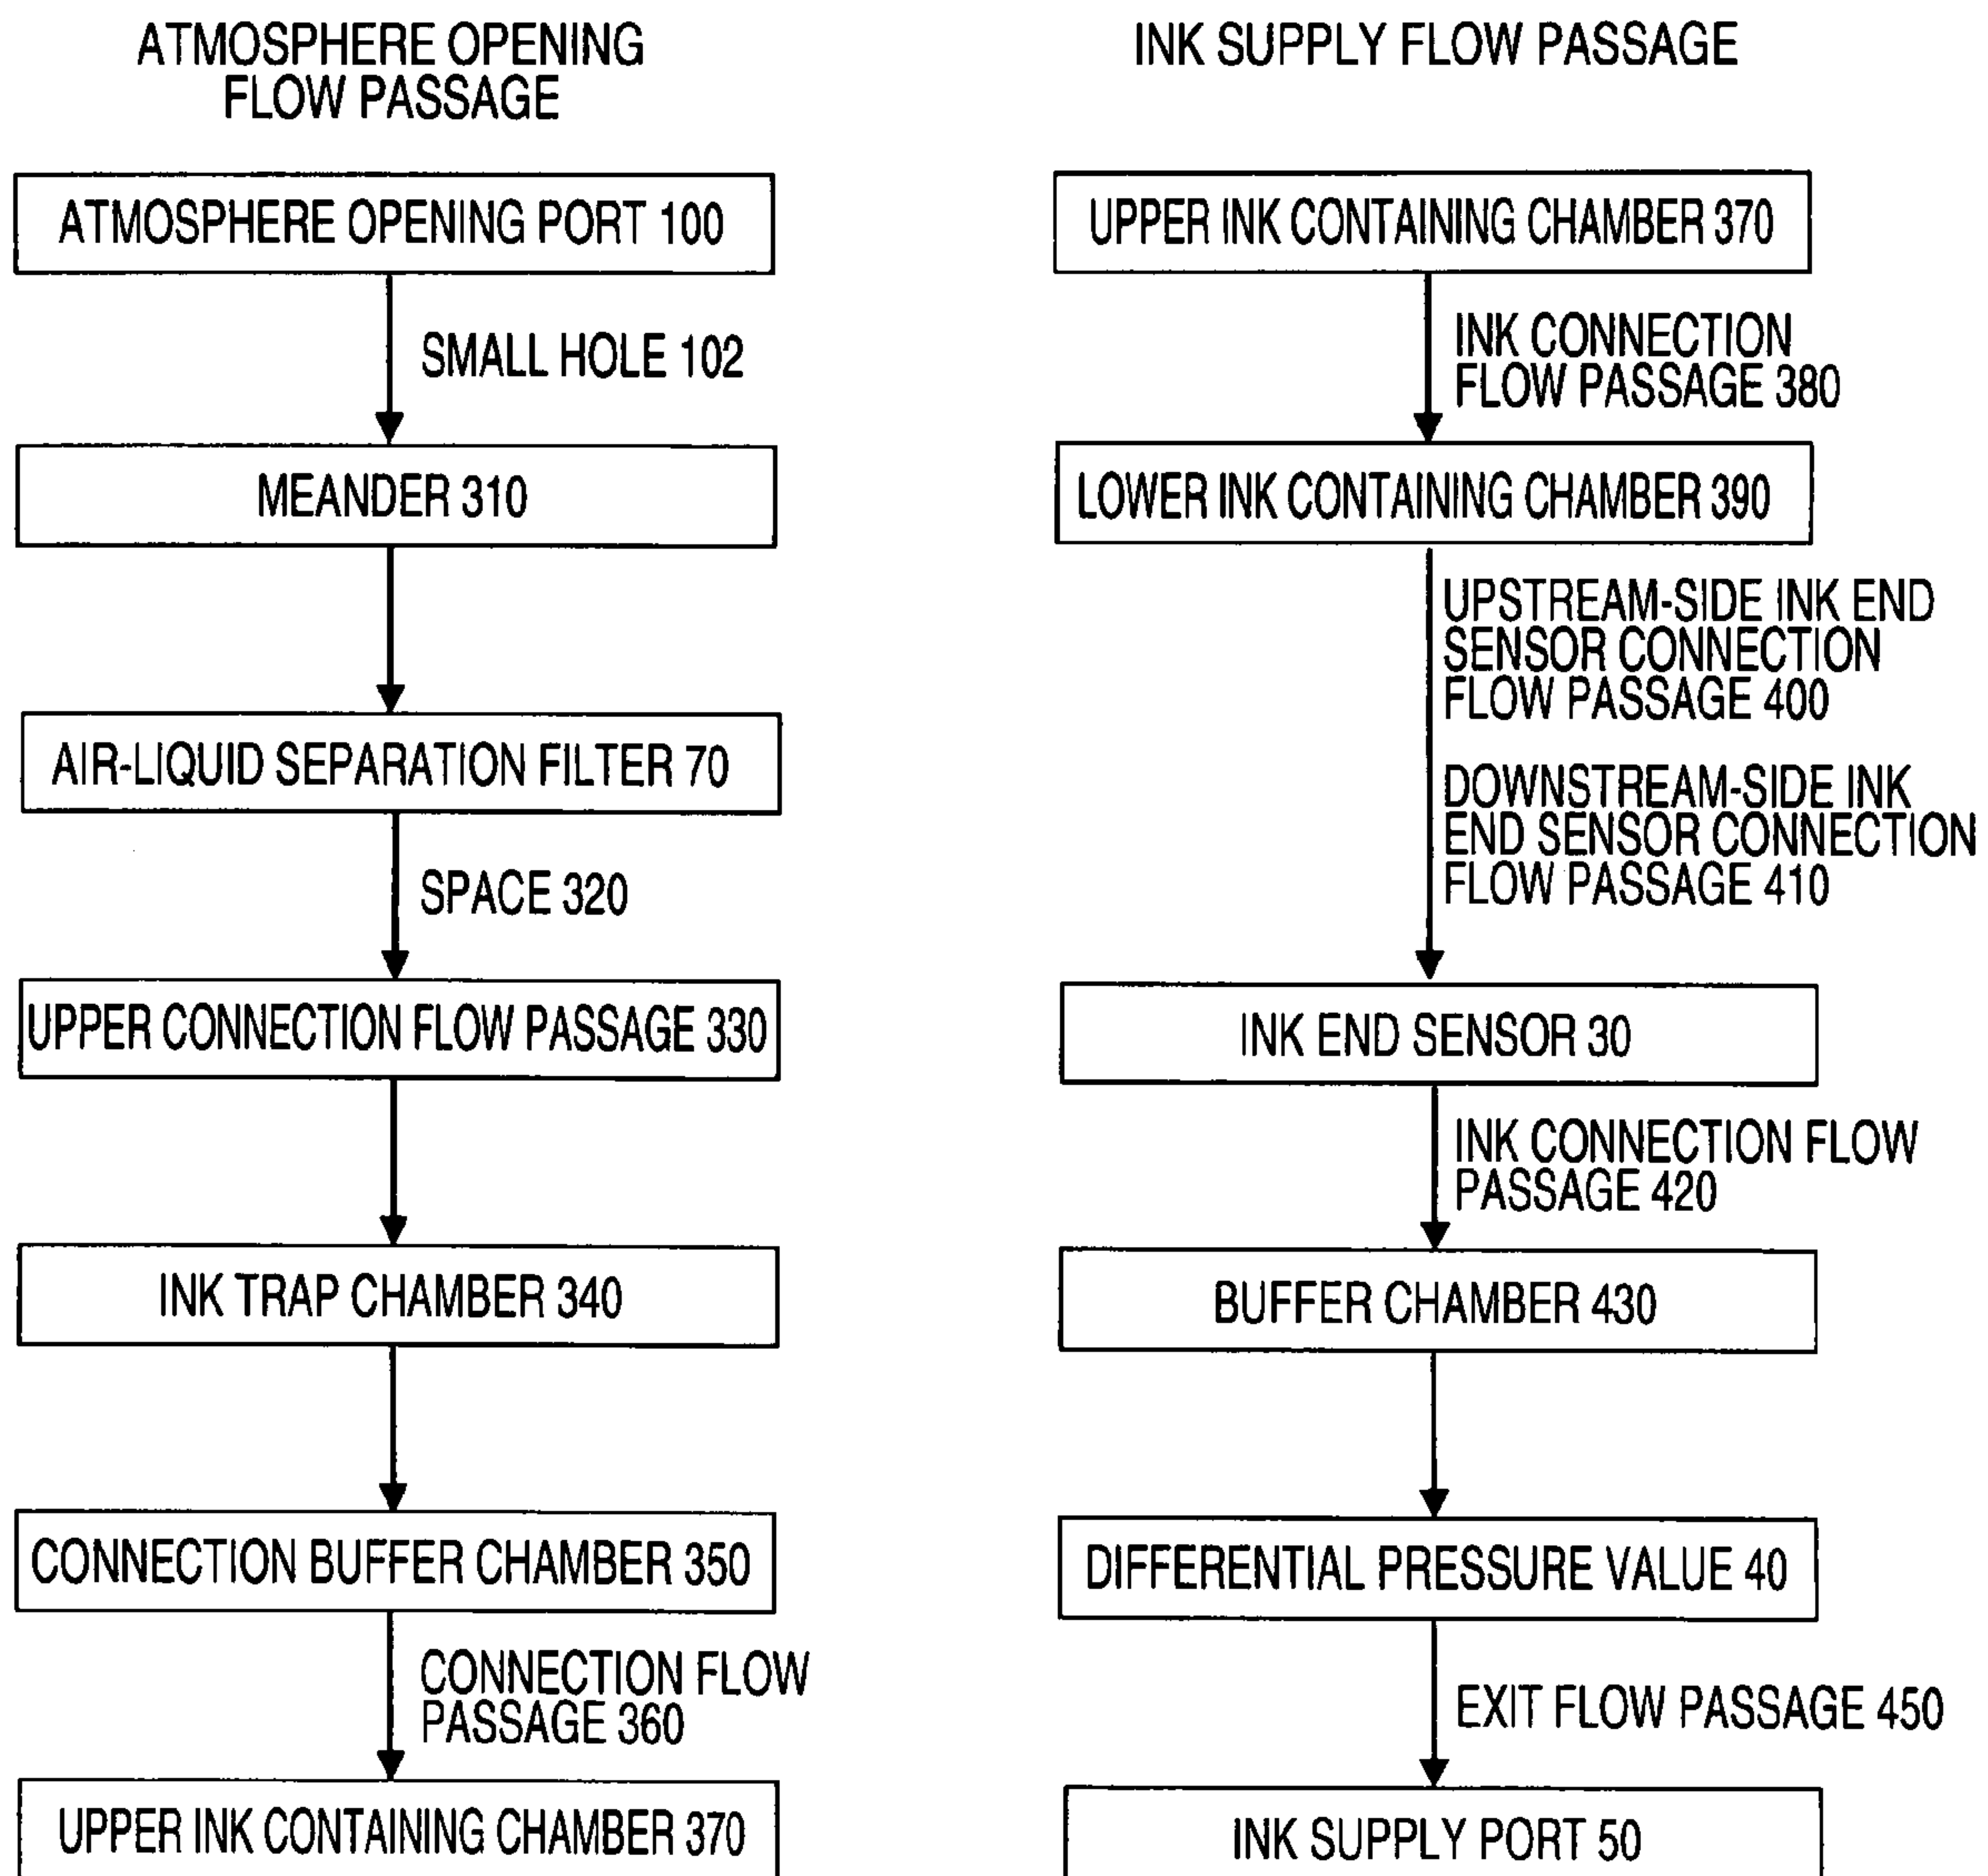 ATMOSPHERE OPENING
FLOW PASSAGE
ATMOSPHERE OPENING PORT 100
SMALL HOLE 102
MEANDER 310
AIR-LIQUID SEPARATION FILTER 70
SPACE 320
UPPER CONNECTION FLOW PASSAGE 330
INK TRAP CHAMBER 340
CONNECTION BUFFER CHAMBER 350
CONNECTION FLOW
PASSAGE 360
UPPER INK CONTAINING CHAMBER 370
INK SUPPLY FLOW PASSAGE
UPPER INK CONTAINING CHAMBER 370
INK CONNECTION
FLOW PASSAGE 380
LOWER INK CONTAINING CHAMBER 390
UPSTREAM-SIDE INK END
SENSOR CONNECTION
FLOW PASSAGE 400
DOWNSTREAM-SIDE INK
END SENSOR CONNECTION
FLOW PASSAGE 410
INK END SENSOR 30
INK CONNECTION FLOW
PASSAGE 420
BUFFER CHAMBER 430
DIFFERENTIAL PRESSURE VALUE 40
EXIT FLOW PASSAGE 450
INK SUPPLY PORT 50